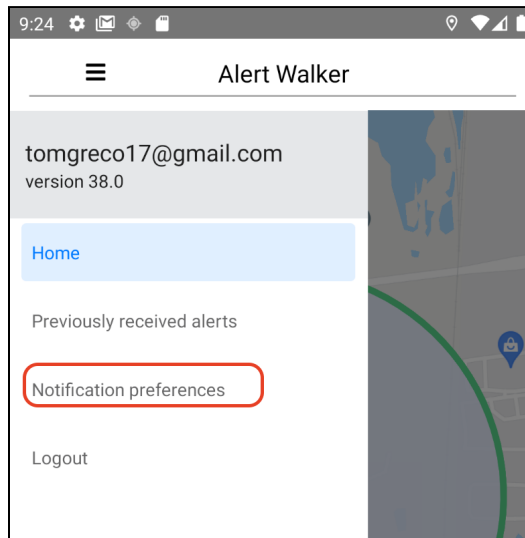 9:24
Alert Walker
tomgreco17@gmail.com
version 38.0
Home
Previously received alerts
Notification preferences
Logout